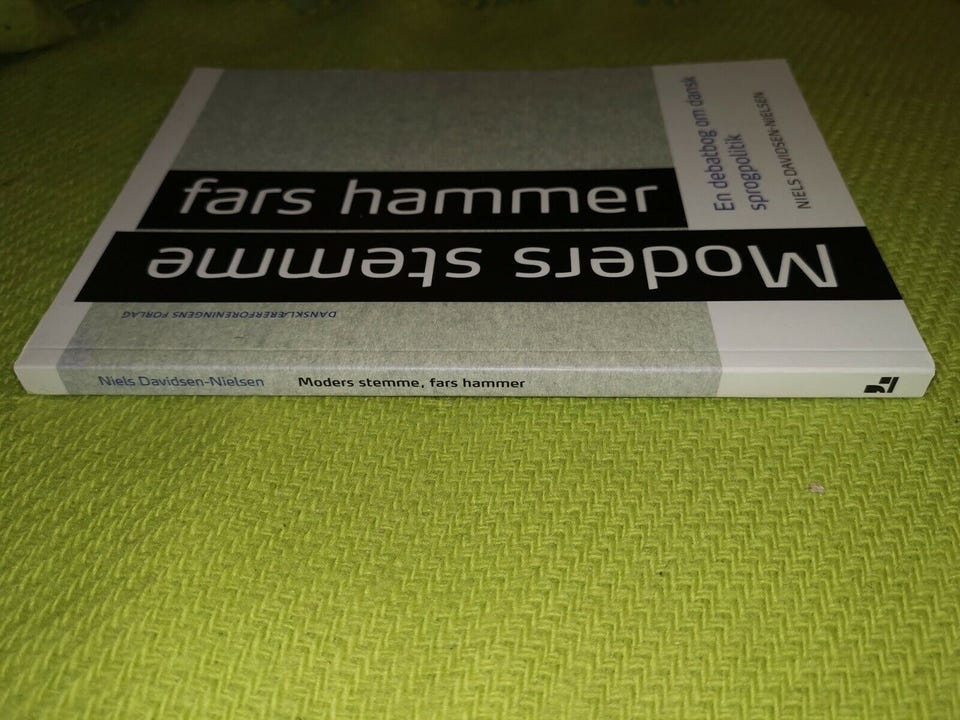 fars hammer
Moders stemme
En debatbog om dansk
sprogpolitik
NIELS DAVIDSEN-NIELSEN
DANSKLÆRERFORENINGENS FORLAG
Niels Davidsen-Nielsen Moders stemme, fars hammer